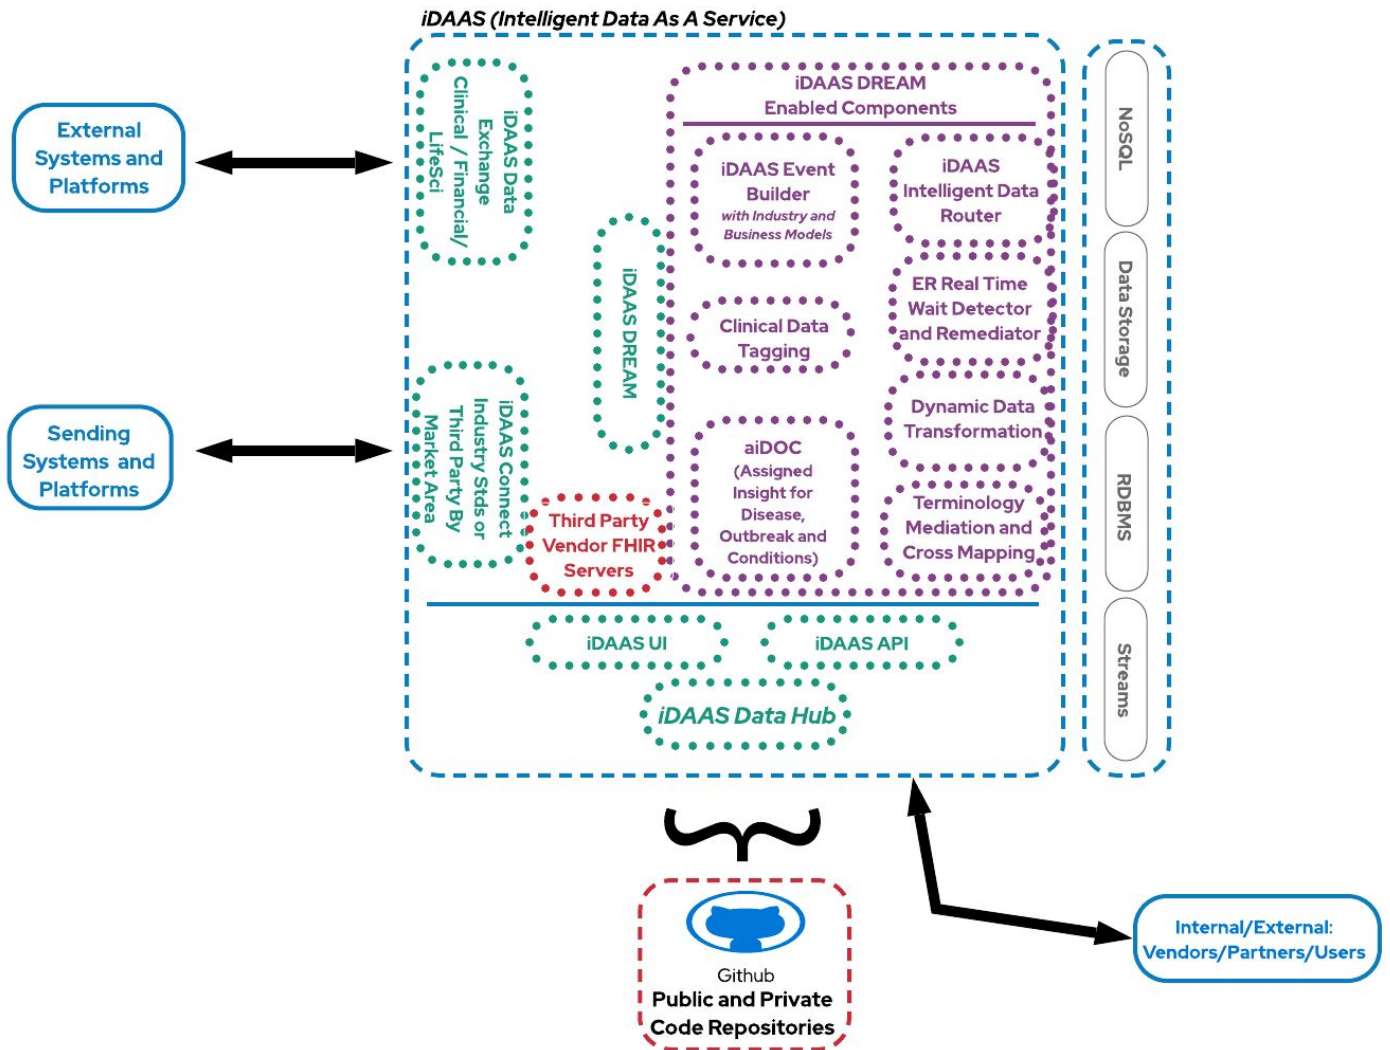 iDAAS (Intelligent Data As A Service)
External
Systems and
Platforms
Sending
Systems and
Platforms
iDAAS Data
Exchange
Clinical / Financial/
LifeSci
iDAAS Connect
Industry Stds or
Third Party By
Market Area
iDAAS DREAM
Third Party
Vendor FHIR
Servers
iDAAS DREAM
Enabled Components
iDAAS Event
Builder
with Industry and
Business Models
Clinical Data
Tagging
aiDOC
(Assigned
Insight for
Disease,
Outbreak and
Conditions)
iDAAS
Intelligent Data
Router
ER Real Time
Wait Detector
and Remediator
Dynamic Data
Transformation
Terminology
Mediation and
Cross Mapping
iDAAS UI
iDAAS API
iDAAS Data Hub
NoSQL
Data Storage
RDBMS
Streams
Github
Public and Private
Code Repositories
Internal/External:
Vendors/Partners/Users